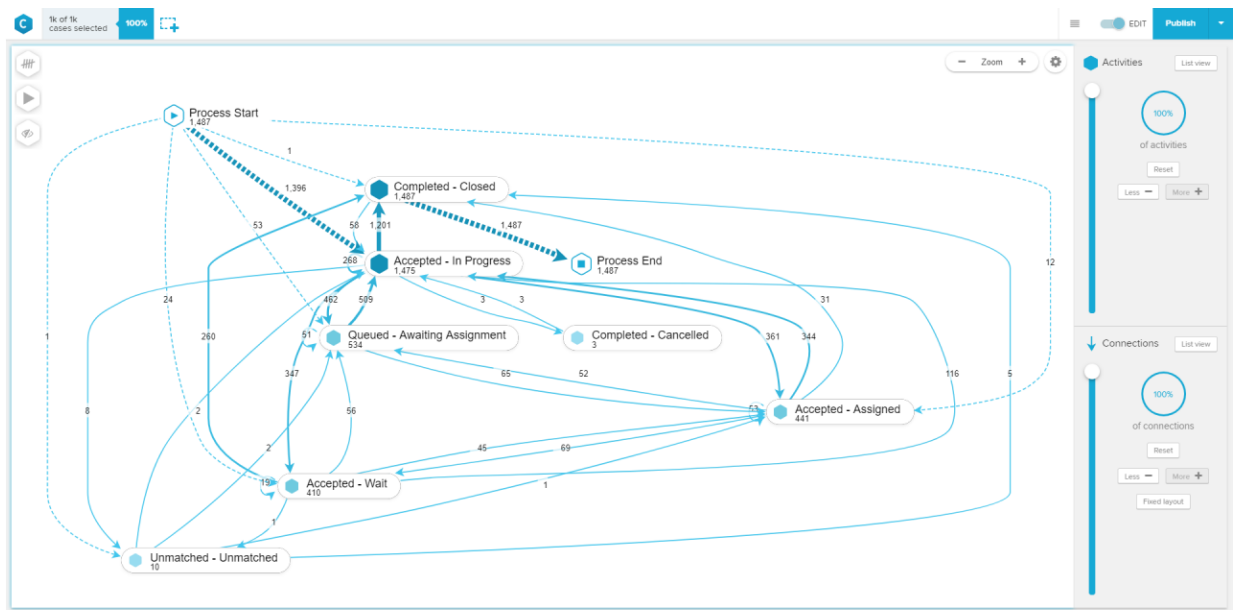 C
1k of 1k
cases selected
100%
EDIT
Publish
Zoom
Activities
List view
100%
of activities
Reset
Less −
More +
Connections
List view
100%
of connections
Reset
Less −
More +
Fixed layout
Process Start
1,487
1
1,396
53
Completed - Closed
1,487
58
1,201
1,487
268
Accepted - In Progress
1,475
Process End
1,487
12
24
462
509
3
3
31
1
260
51
Queued - Awaiting Assignment
534
Completed - Cancelled
3
361
344
347
65
52
116
5
8
2
56
53
Accepted - Assigned
441
2
45
69
19
Accepted - Wait
410
1
1
Unmatched - Unmatched
10